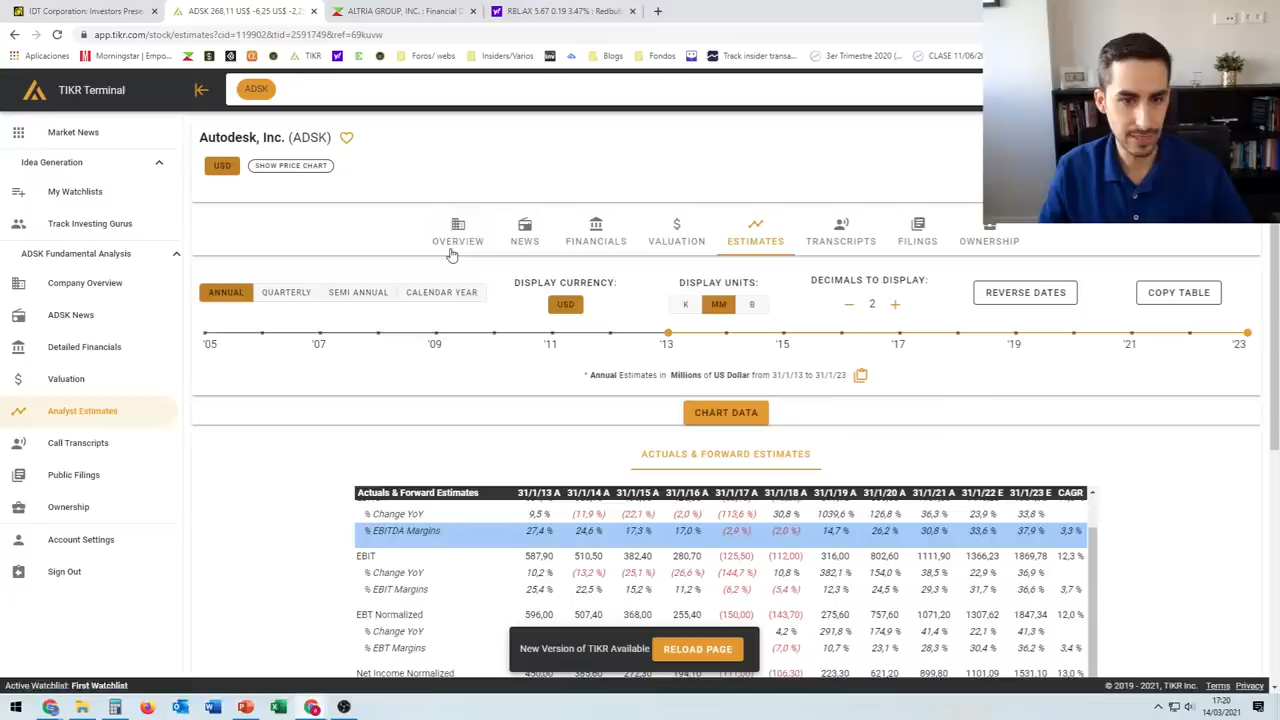 IDT Corporation: Investors Prese
ADSK 268,11 US$ -6,25 US$ -2,2
ALTRIA GROUP, INC. : Financial D
RBL.AX 5.67 0.19 3.47% : Redbut
app.tikr.com/stock/estimates?cid=119902&tid=2591749&ref=69kuvw
Aplicaciones
Morningstar | Empo...
TIKR
Foros/ webs
Insiders/Varios
Blogs
Fondos
Track insider transa...
3er Trimestre 2020 (...
CLASE 11/06/20
TIKR Terminal
ADSK
Market News
Idea Generation
My Watchlists
Track Investing Gurus
ADSK Fundamental Analysis
Company Overview
ADSK News
Detailed Financials
Valuation
Analyst Estimates
Call Transcripts
Public Filings
Ownership
Account Settings
Sign Out
Autodesk, Inc. (ADSK)
USD SHOW PRICE CHART
OVERVIEW NEWS FINANCIALS VALUATION ESTIMATES TRANSCRIPTS FILINGS OWNERSHIP
ANNUAL QUARTERLY SEMI ANNUAL CALENDAR YEAR
DISPLAY CURRENCY:
USD
DISPLAY UNITS:
K MM B
DECIMALS TO DISPLAY:
− 2 +
REVERSE DATES
COPY TABLE
'05 '07 '09 '11 '13 '15 '17 '19 '21 '23
* Annual Estimates in Millions of US Dollar from 31/1/13 to 31/1/23
CHART DATA
ACTUALS & FORWARD ESTIMATES
Actuals & Forward Estimates 31/1/13 A 31/1/14 A 31/1/15 A 31/1/16 A 31/1/17 A 31/1/18 A 31/1/19 A 31/1/20 A 31/1/21 A 31/1/22 E 31/1/23 E CAGR
% Change YoY 9,5 % (11,9 %) (22,1 %) (2,0 %) (113,6 %) 30,8 % 1039,6 % 126,8 % 36,3 % 23,9 % 33,8 %
% EBITDA Margins 27,4 % 24,6 % 17,3 % 17,0 % (2,9 %) (2,0 %) 14,7 % 26,2 % 30,8 % 33,6 % 37,9 % 3,3 %
EBIT 587,90 510,50 382,40 280,70 (125,50) (112,00) 316,00 802,60 1111,90 1366,23 1869,78 12,3 %
% Change YoY 10,2 % (13,2 %) (25,1 %) (26,6 %) (144,7 %) 10,8 % 382,1 % 154,0 % 38,5 % 22,9 % 36,9 %
% EBIT Margins 25,4 % 22,5 % 15,2 % 11,2 % (6,2 %) (5,4 %) 12,3 % 24,5 % 29,3 % 31,7 % 36,6 % 3,7 %
EBT Normalized 596,00 507,40 368,00 255,40 (150,00) (143,70) 275,60 757,60 1071,20 1307,62 1847,34 12,0 %
% Change YoY 4,2 % 291,8 % 174,9 % 41,4 % 22,1 % 41,3 %
% EBT Margins (7,0 %) 10,7 % 23,1 % 28,3 % 30,4 % 36,2 % 3,4 %
Net Income Normalized 450,00 385,60 272,30 194,10 (111,00) (106,30) 223,30 621,20 899,80 1101,09 1531,10 13,0 %
New Version of TIKR Available RELOAD PAGE
Active Watchlist: First Watchlist
© 2019 - 2021, TIKR Inc. Terms Privacy
17:20
14/03/2021